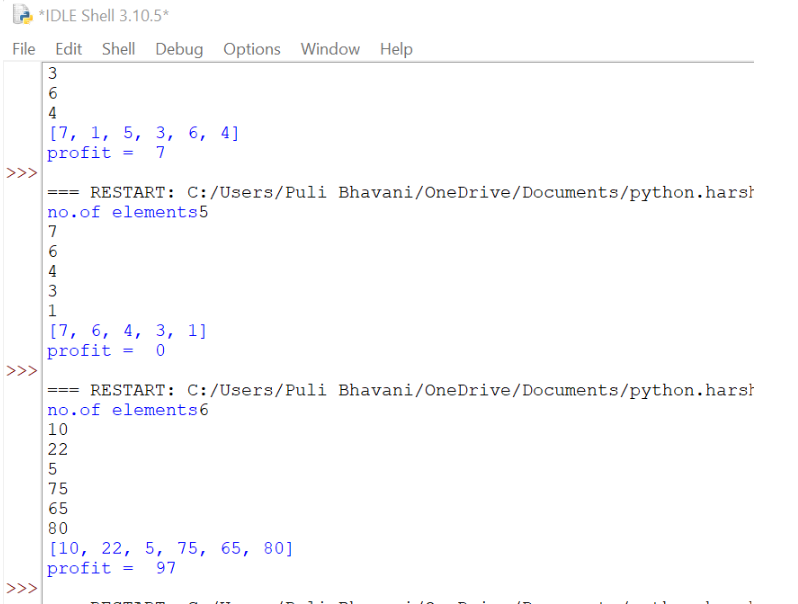 *IDLE Shell 3.10.5*
File Edit Shell Debug Options Window Help
3
6
4
[7, 1, 5, 3, 6, 4]
profit =  7
>>>
=== RESTART: C:/Users/Puli Bhavani/OneDrive/Documents/python.harsh
no.of elements5
7
6
4
3
1
[7, 6, 4, 3, 1]
profit =  0
>>>
=== RESTART: C:/Users/Puli Bhavani/OneDrive/Documents/python.harsh
no.of elements6
10
22
5
75
65
80
[10, 22, 5, 75, 65, 80]
profit =  97
>>>